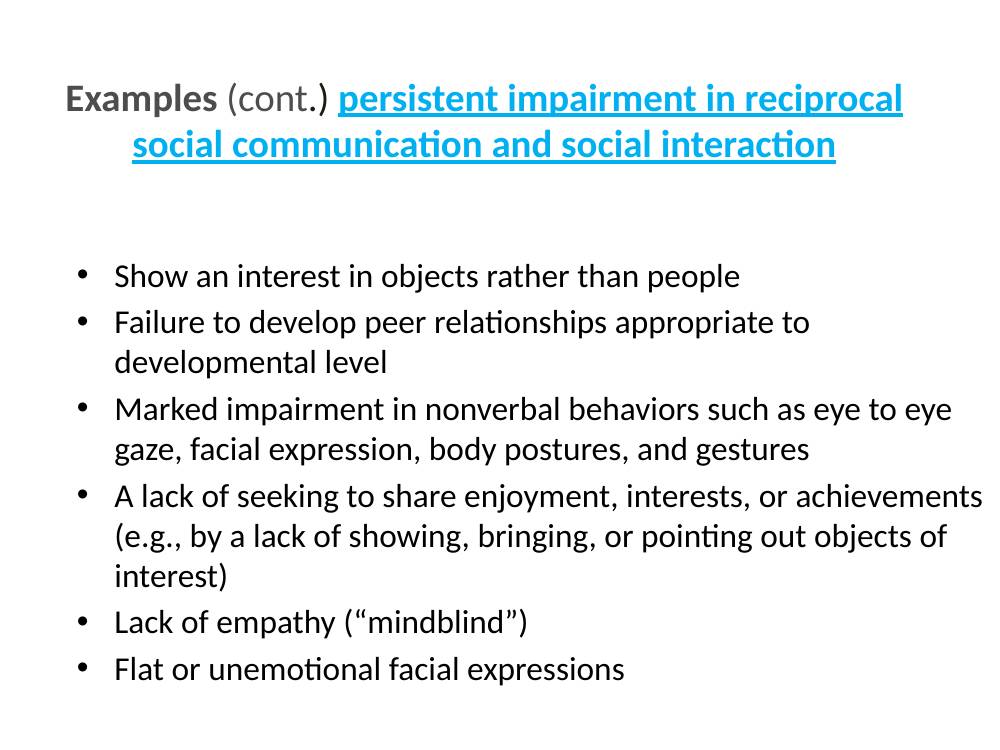 Examples (cont.) persistent impairment in reciprocal
social communication and social interaction
• Show an interest in objects rather than people
• Failure to develop peer relationships appropriate to
developmental level
• Marked impairment in nonverbal behaviors such as eye to eye
gaze, facial expression, body postures, and gestures
• A lack of seeking to share enjoyment, interests, or achievements
(e.g., by a lack of showing, bringing, or pointing out objects of
interest)
• Lack of empathy (“mindblind”)
• Flat or unemotional facial expressions